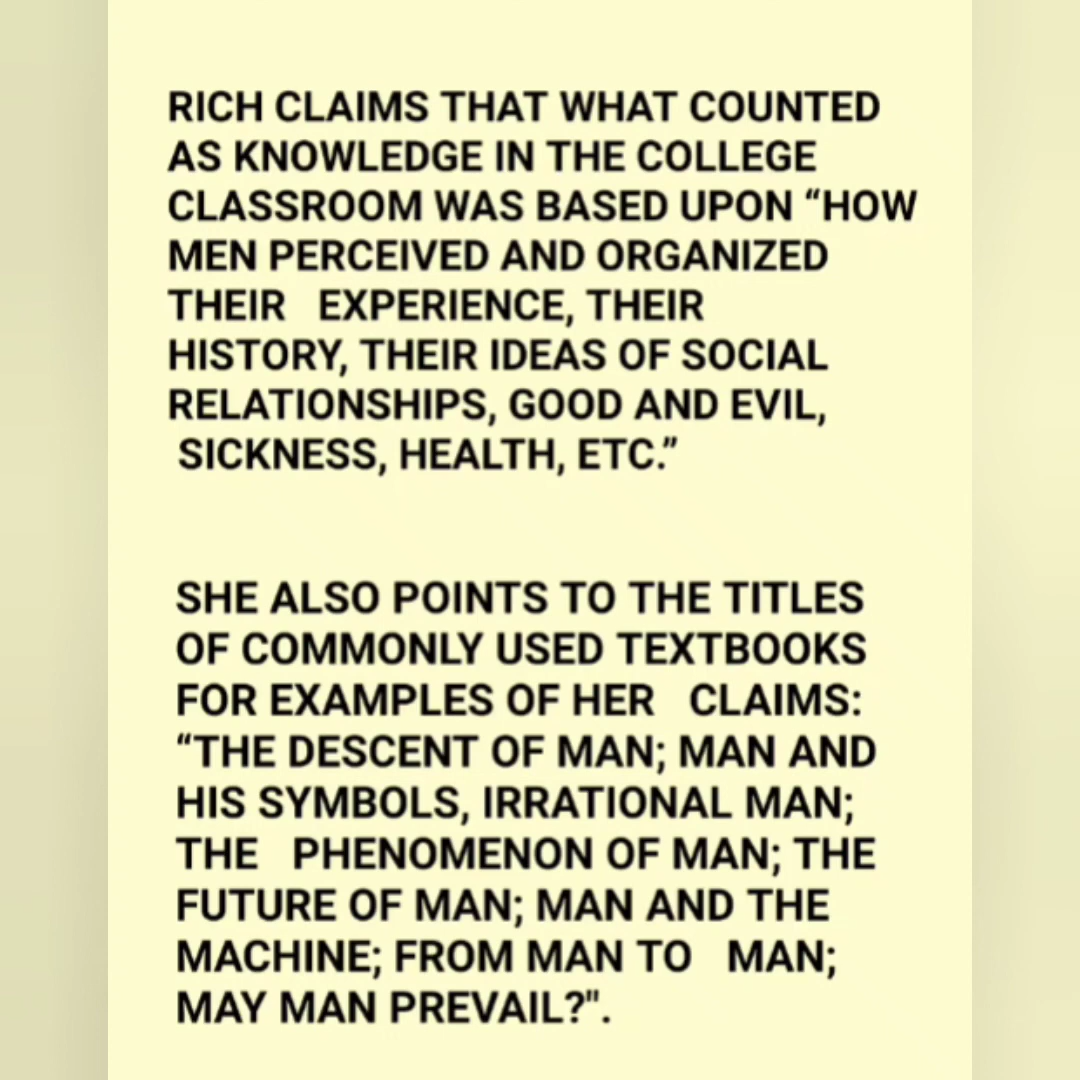 RICH CLAIMS THAT WHAT COUNTED
AS KNOWLEDGE IN THE COLLEGE
CLASSROOM WAS BASED UPON “HOW
MEN PERCEIVED AND ORGANIZED
THEIR   EXPERIENCE, THEIR
HISTORY, THEIR IDEAS OF SOCIAL
RELATIONSHIPS, GOOD AND EVIL,
SICKNESS, HEALTH, ETC.”
SHE ALSO POINTS TO THE TITLES
OF COMMONLY USED TEXTBOOKS
FOR EXAMPLES OF HER   CLAIMS:
“THE DESCENT OF MAN; MAN AND
HIS SYMBOLS, IRRATIONAL MAN;
THE   PHENOMENON OF MAN; THE
FUTURE OF MAN; MAN AND THE
MACHINE; FROM MAN TO   MAN;
MAY MAN PREVAIL?".